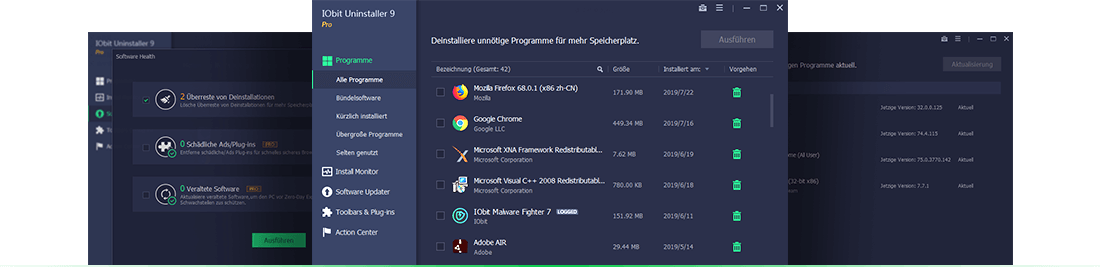 IObit Uninstaller 9
Pro
Software Heath
2 Überreste von Deinstallationen
Lösche Überreste von Deinstallationen für mehr Speicherplatz
0 Schädliche Ads/Plug-ins PRO
Entferne schädliche/Ads Plug-ins für schnelles sicheres
0 Veraltete Software PRO
Aktualisiere veraltete Software, um den PC vor Zero Day
Schwachstellen zus schützen.
Ausführen
IObit Uninstaller 9
Pro
Programme
Alle Programme
Bündelsoftware
Kürzlich installiert
Übergroße Programme
Selten genutzt
Install Monitor
Software Updater
Toolbars & Plug-ins
Action Center
Deinstalliere unnötige Programme für mehr Speicherplatz.
Ausführen
Bezeichnung (Gesamt: 42) Größe Installiert am: Vorgehen
Mozilla Firefox 68.0.1 (x86 zh-CN) 171.90 MB 2019/7/22
Mozilla
Google Chrome 449.34 MB 2019/7/16
Google LLC
Microsoft XNA Framework Redistributabl... 7.62 MB 2019/6/19
Microsoft Corporation
Microsoft Visual C++ 2008 Redistributabl... 780.00 KB 2019/6/18
Microsoft Corporation
IObit Malware Fighter 7 LOGGED 151.92 MB 2019/6/11
IObit
Adobe AIR 29.44 MB 2019/5/14
Adobe
gen Programme aktuell.
Aktualisierung
Jetzige Version: 32.0.0.125 Aktuell
Jetzige Version: 74.4.115 Aktuell
me (All User) Jetzige Version: 75.0.3770.142 Aktuell
(32-bit x86) Jetzige Version: 7.7.1 Aktuell